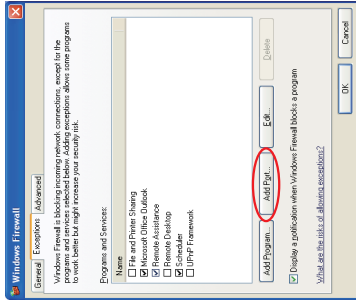 Windows Firewall
General Exceptions Advanced
Windows Firewall is blocking incoming network connections, except for the
programs and services selected below. Adding exceptions allows some programs
to work better but might increase your security risk.
Programs and Services:
Name
File and Printer Sharing
Microsoft Office Outlook
Remote Assistance
Remote Desktop
Scheduler
UPnP Framework
Add Program... Add Port... Edit... Delete
Display a notification when Windows Firewall blocks a program
What are the risks of allowing exceptions?
OK Cancel